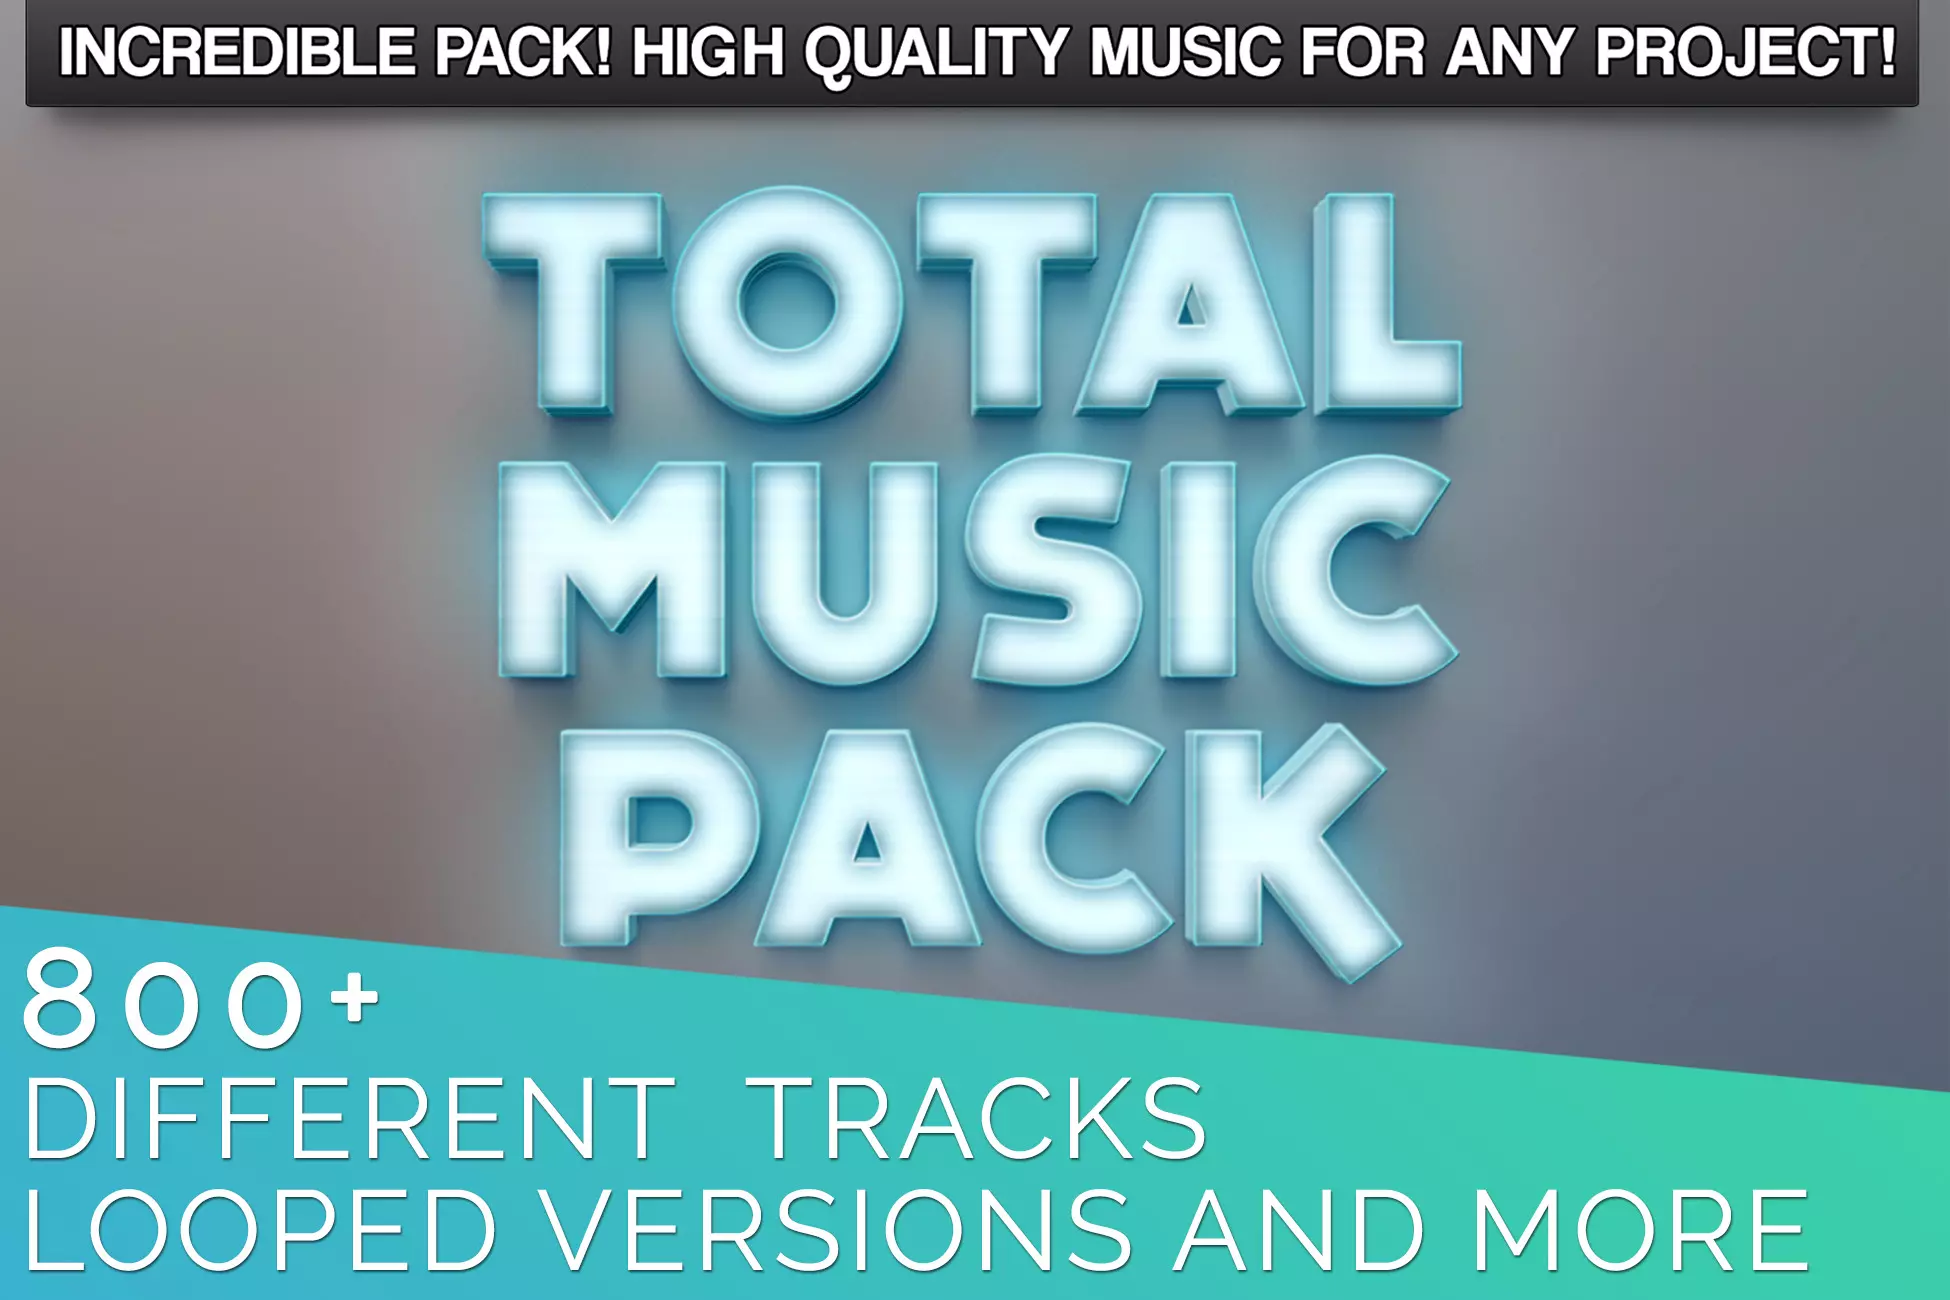 INCREDIBLE PACK! HIGH QUALITY MUSIC FOR ANY PROJECT!
TOTAL
MUSIC
PACK
800+
DIFFERENT TRACKS
LOOPED VERSIONS AND MORE